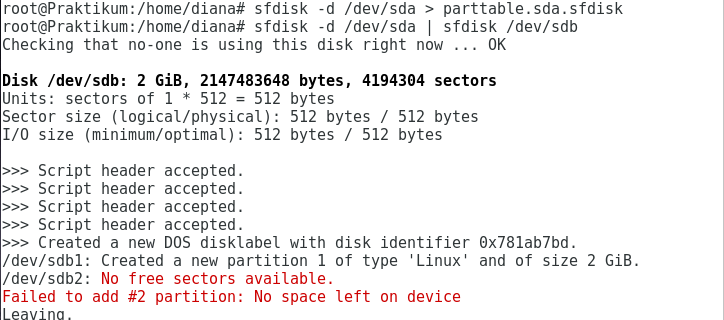 root@Praktikum:/home/diana# sfdisk -d /dev/sda > parttable.sda.sfdisk
root@Praktikum:/home/diana# sfdisk -d /dev/sda | sfdisk /dev/sdb
Checking that no-one is using this disk right now ... OK
Disk /dev/sdb: 2 GiB, 2147483648 bytes, 4194304 sectors
Units: sectors of 1 * 512 = 512 bytes
Sector size (logical/physical): 512 bytes / 512 bytes
I/O size (minimum/optimal): 512 bytes / 512 bytes
>>> Script header accepted.
>>> Script header accepted.
>>> Script header accepted.
>>> Script header accepted.
>>> Created a new DOS disklabel with disk identifier 0x781ab7bd.
/dev/sdb1: Created a new partition 1 of type 'Linux' and of size 2 GiB.
/dev/sdb2: No free sectors available.
Failed to add #2 partition: No space left on device
Leaving.